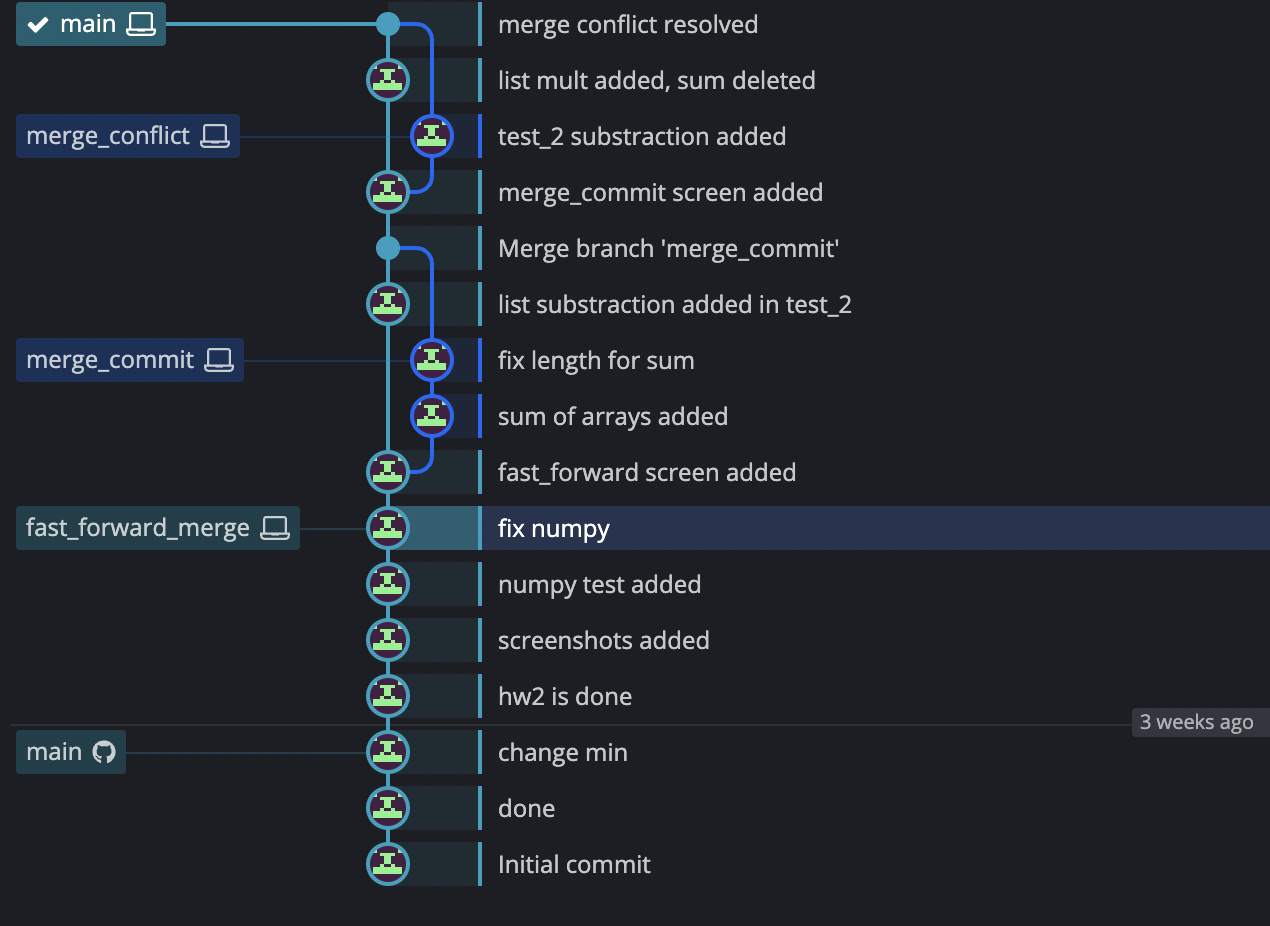 main merge conflict resolved
list mult added, sum deleted
merge_conflict test_2 substraction added
merge_commit screen added
Merge branch 'merge_commit'
list substraction added in test_2
merge_commit fix length for sum
sum of arrays added
fast_forward screen added
fast_forward_merge fix numpy
numpy test added
screenshots added
hw2 is done
3 weeks ago
main change min
done
Initial commit